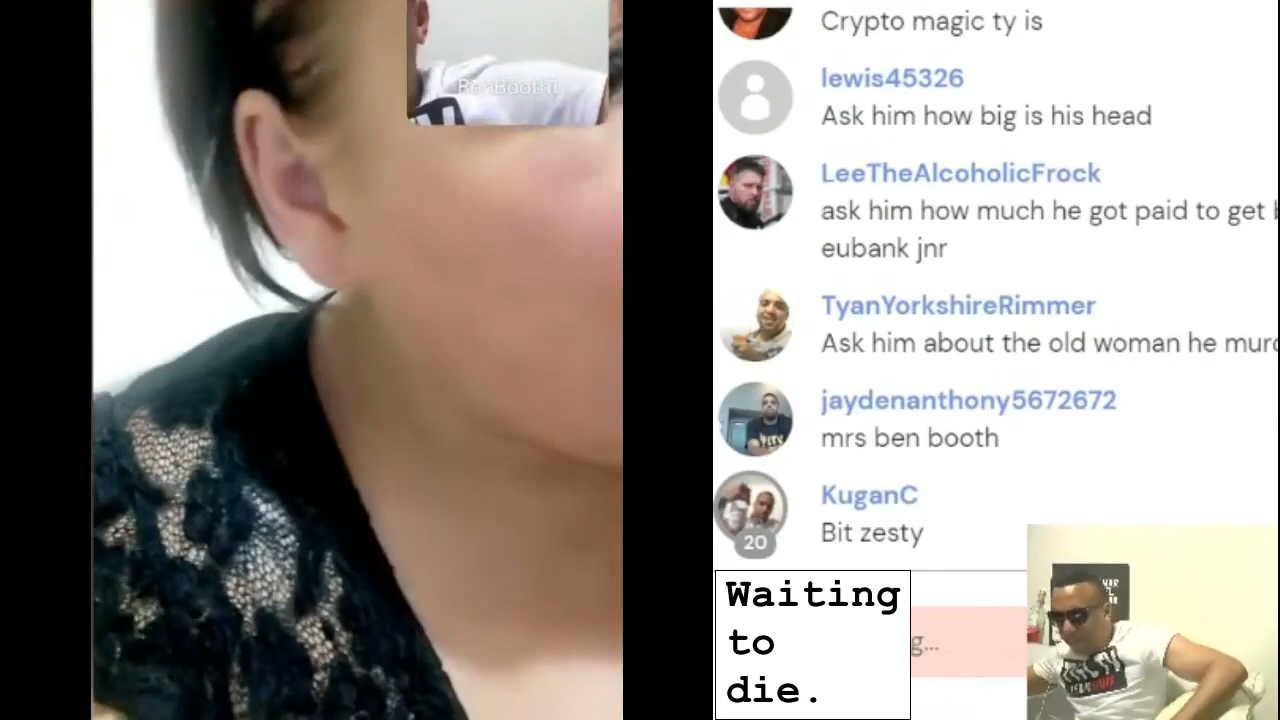 BenBooth1
Crypto magic ty is
lewis45326
Ask him how big is his head
LeeTheAlcoholicFrock
ask him how much he got paid to get
eubank jnr
TyanYorkshireRimmer
Ask him about the old woman he
jaydenanthony5672672
mrs ben booth
KuganC
20
Bit zesty
Waiting
to
die.